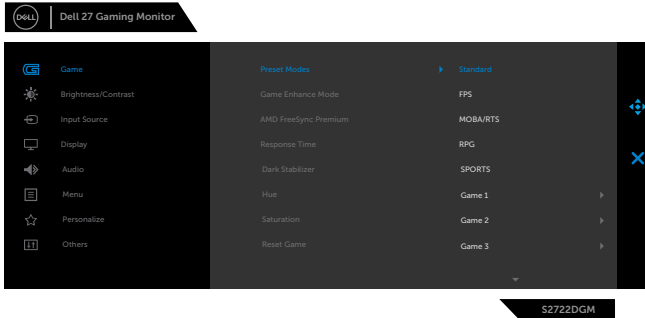 DELL
Dell 27 Gaming Monitor
Game
Preset Modes
Standard
Brightness/Contrast
Game Enhance Mode
FPS
Input Source
AMD FreeSync Premium
MOBA/RTS
Display
Response Time
RPG
Audio
Dark Stabilizer
SPORTS
Menu
Hue
Game 1
Personalize
Saturation
Game 2
Others
Reset Game
Game 3
S2722DGM